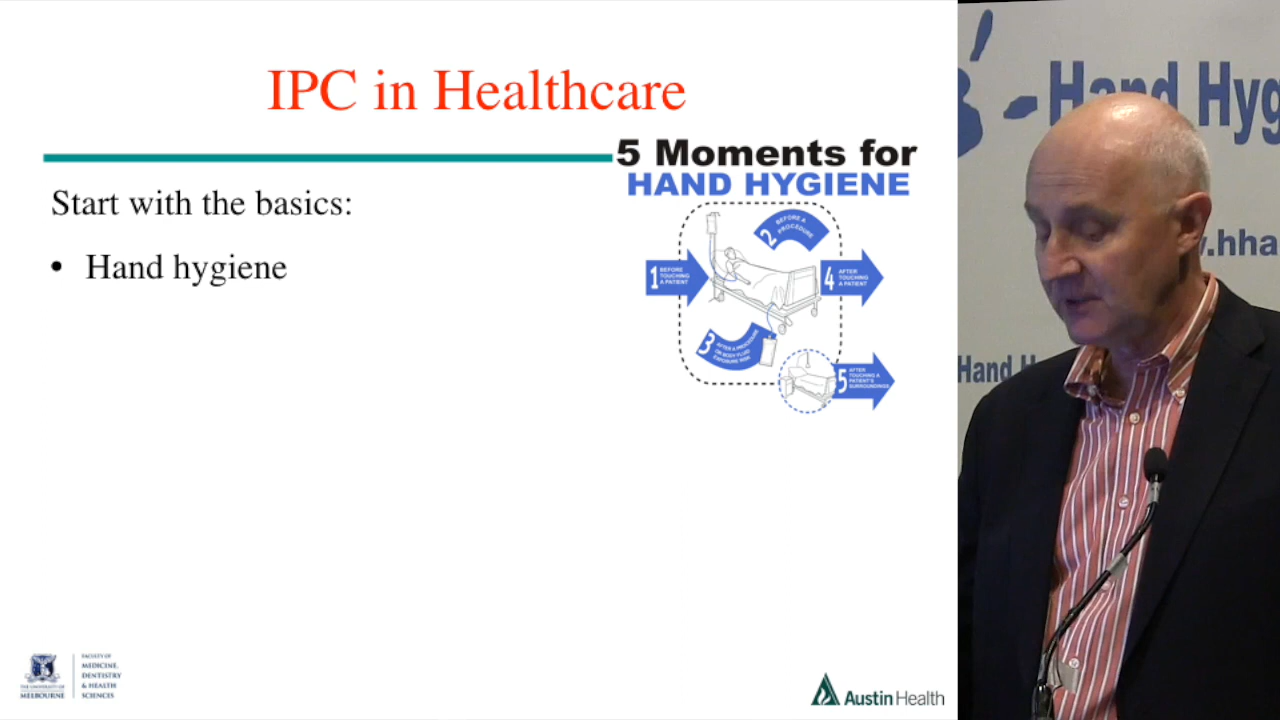 IPC in Healthcare
5 Moments for
HAND HYGIENE
Start with the basics:
• Hand hygiene
2
BEFORE A
PROCEDURE
1
BEFORE
TOUCHING
A PATIENT
4
AFTER
TOUCHING
A PATIENT
3
AFTER A PROCEDURE
OR BODY FLUID
EXPOSURE RISK
5
AFTER
TOUCHING A
PATIENT'S
SURROUNDINGS
THE UNIVERSITY OF
MELBOURNE
FACULTY OF
MEDICINE,
DENTISTRY
& HEALTH
SCIENCES
Austin Health
Hand Hyg
.hha
Hand H